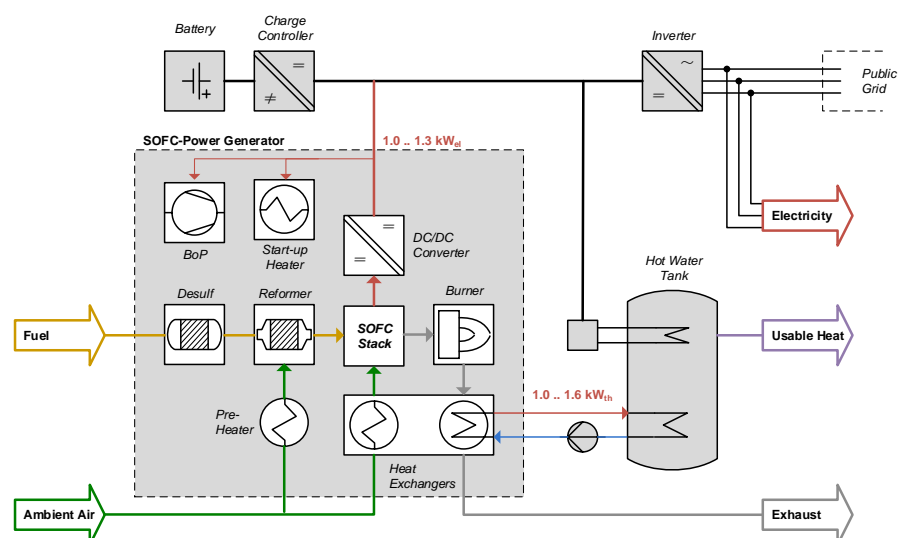 Battery
Charge
Controller
Inverter
Public
Grid
SOFC-Power Generator
1.0 .. 1.3 kWel
BoP
Start-up
Heater
DC/DC
Converter
Electricity
Hot Water
Tank
Desulf
Reformer
Burner
Fuel
SOFC
Stack
Usable Heat
Pre-
Heater
1.0 .. 1.6 kWth
Heat
Exchangers
Ambient Air
Exhaust